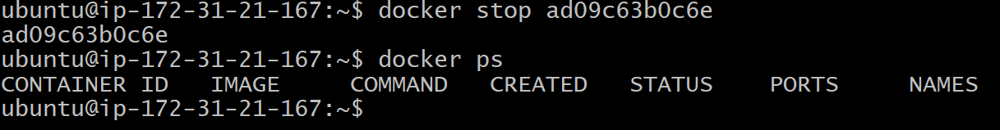 ubuntu@ip-172-31-21-167:~$ docker stop ad09c63b0c6e
ad09c63b0c6e
ubuntu@ip-172-31-21-167:~$ docker ps
CONTAINER ID   IMAGE     COMMAND   CREATED   STATUS    PORTS     NAMES
ubuntu@ip-172-31-21-167:~$